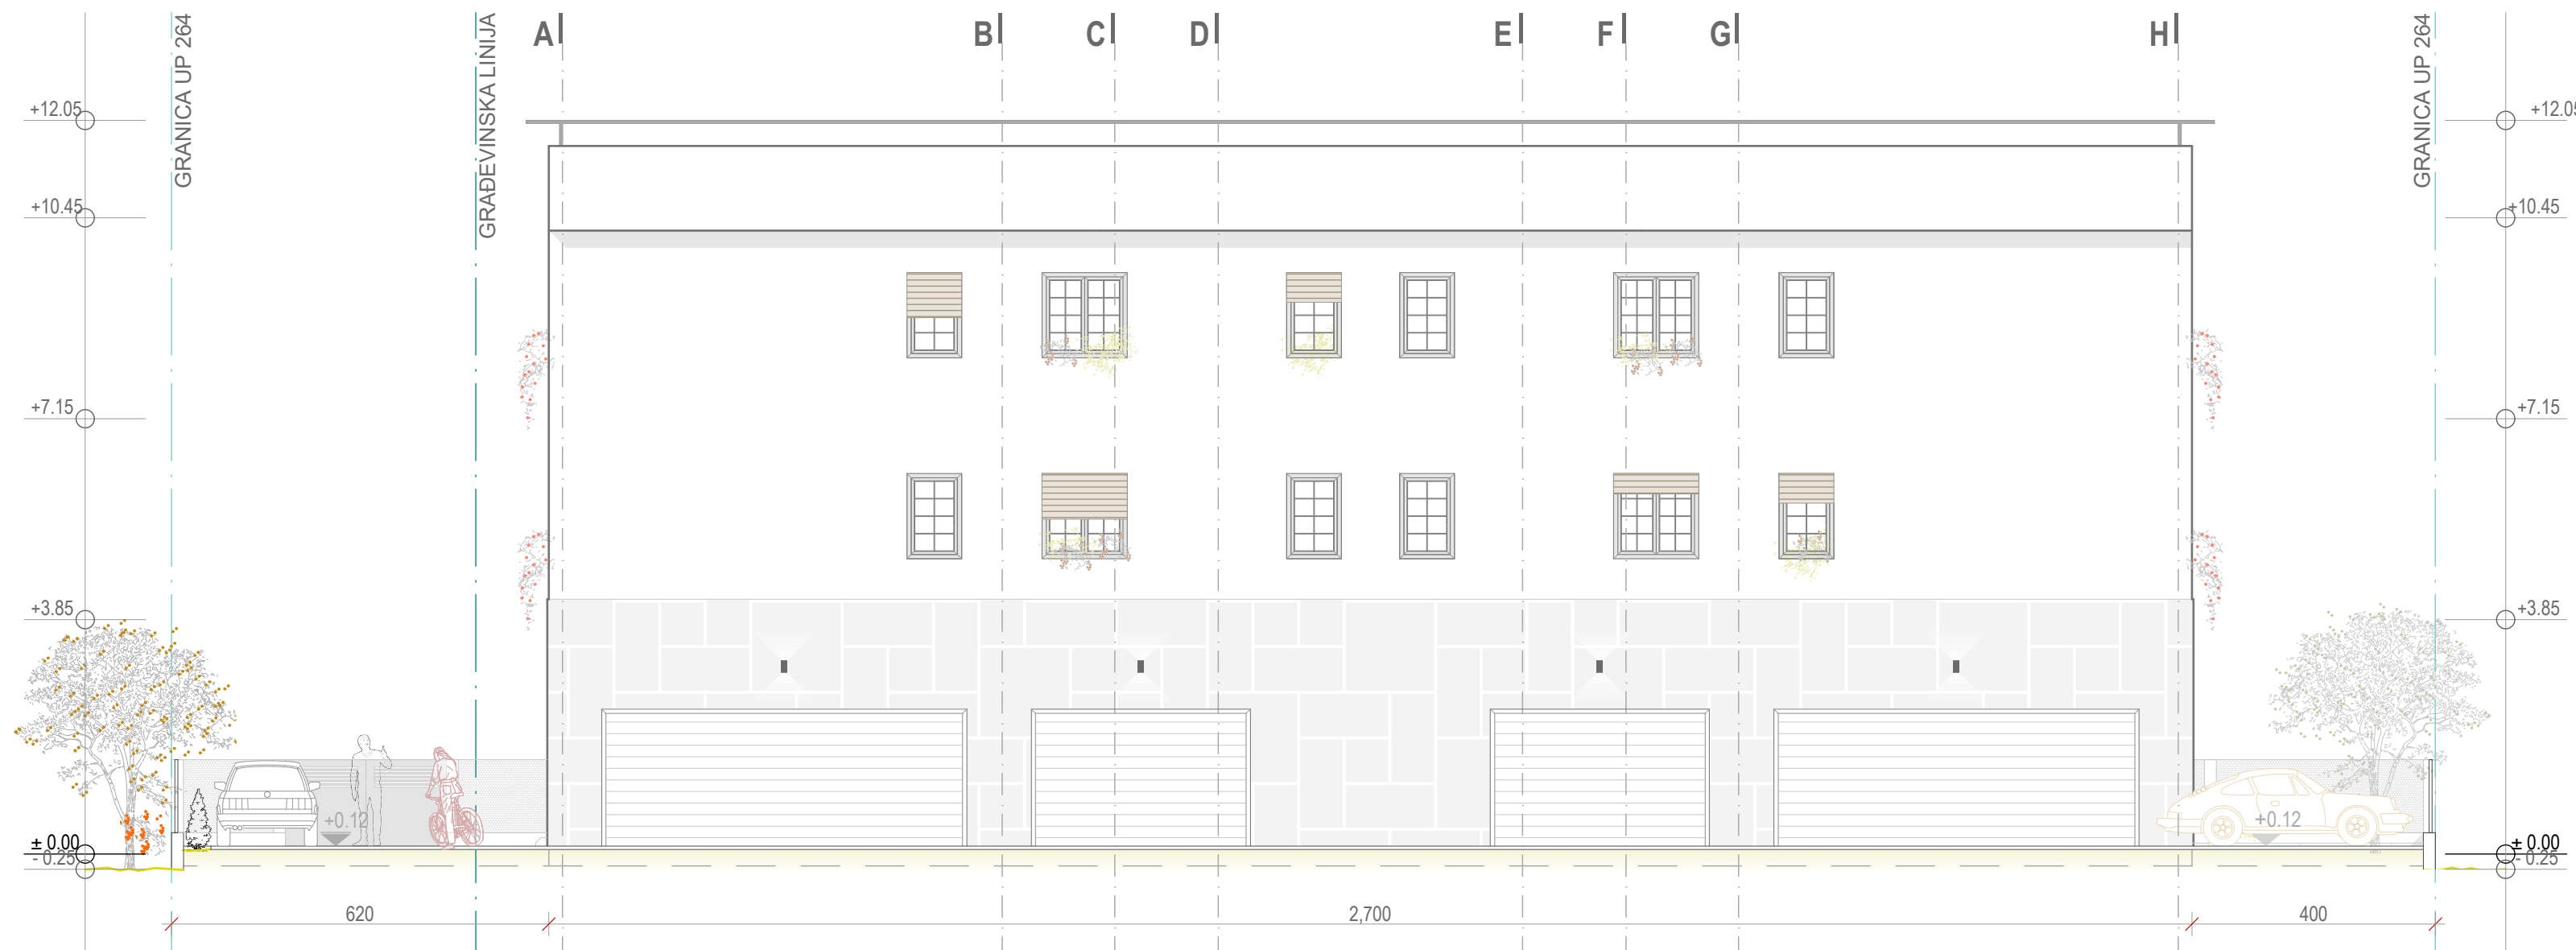 A B C D E F G H
GRANICA UP 264
GRAĐEVINSKA LINIJA
GRANICA UP 264
+12.05 +12.05
+10.45 +10.45
+7.15 +7.15
+3.85 +3.85
+0.12 +0.12
± 0.00 ± 0.00
- 0.25 - 0.25
620 2,700 400